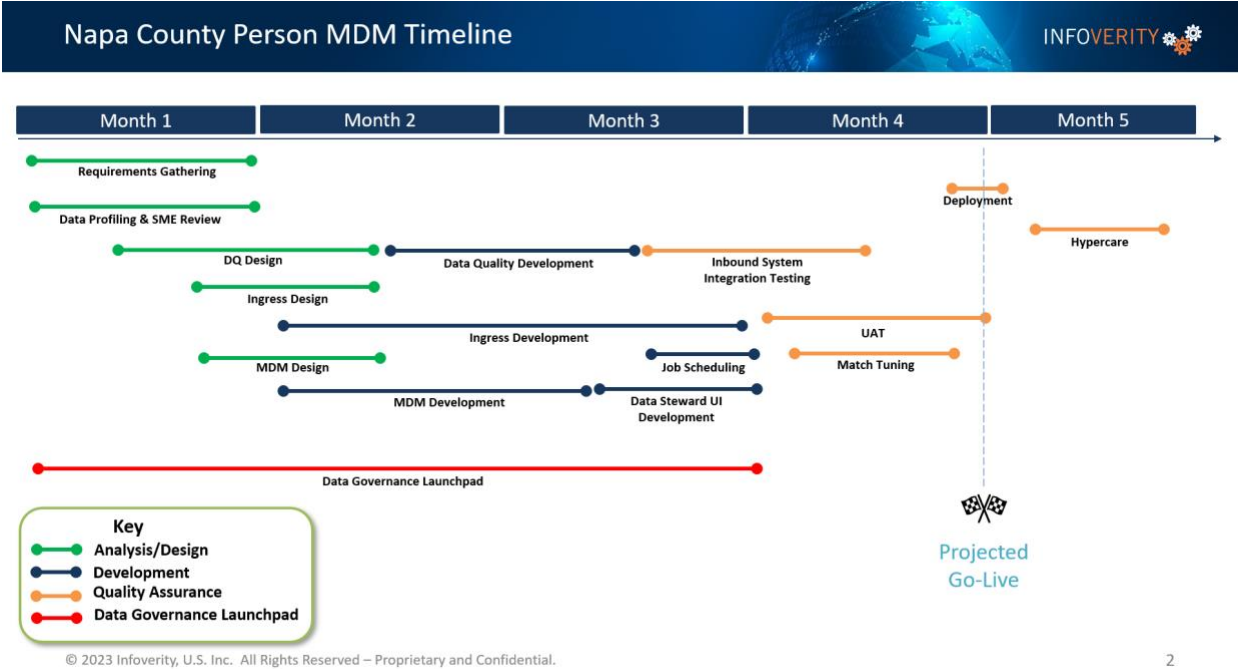 Napa County Person MDM Timeline
INFOVERITY
Month 1
Month 2
Month 3
Month 4
Month 5
Requirements Gathering
Deployment
Data Profiling & SME Review
Hypercare
DQ Design
Data Quality Development
Inbound System
Integration Testing
Ingress Design
Ingress Development
UAT
MDM Design
Job Scheduling
Match Tuning
MDM Development
Data Steward UI
Development
Data Governance Launchpad
Key
Analysis/Design
Development
Quality Assurance
Data Governance Launchpad
Projected
Go-Live
© 2023 Infoverity, U.S. Inc.  All Rights Reserved – Proprietary and Confidential.
2